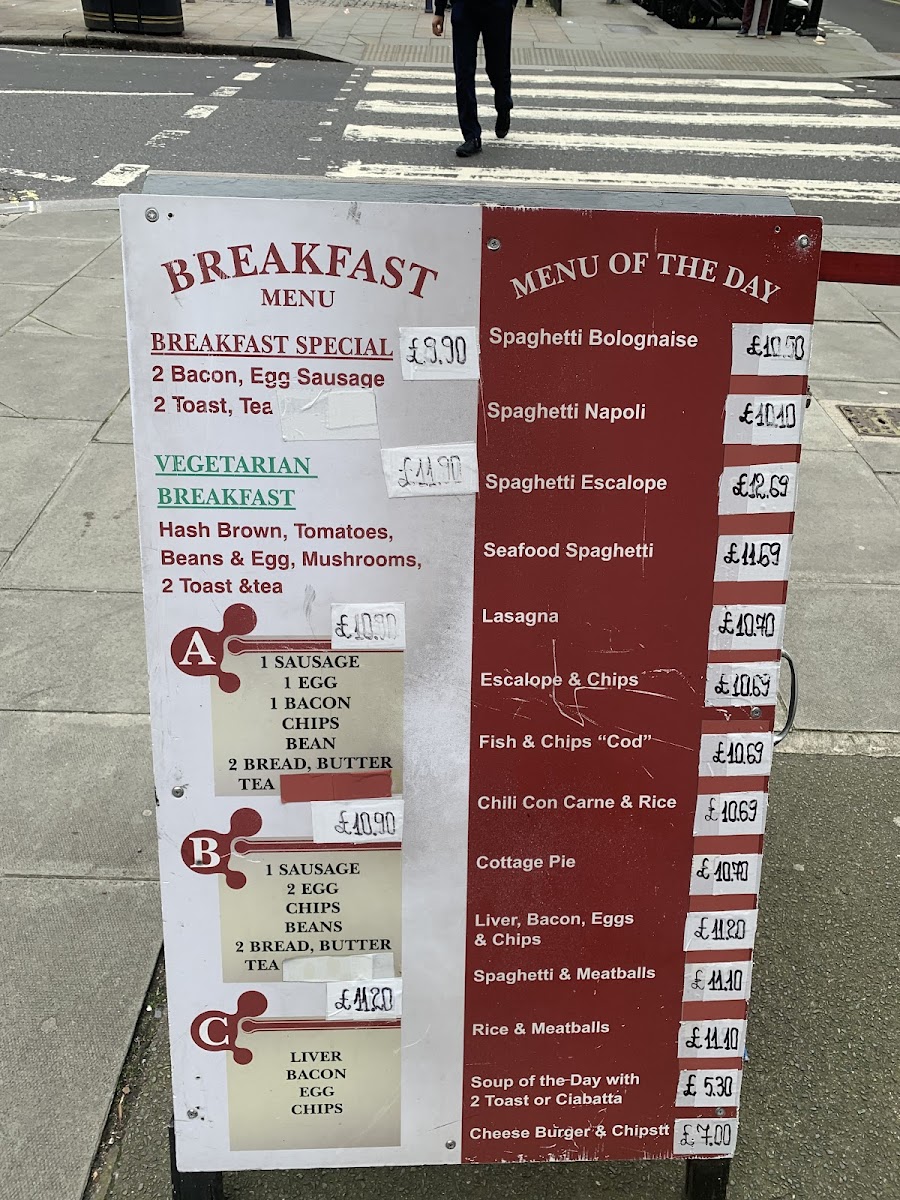 BREAKFAST
MENU
BREAKFAST SPECIAL £9.90
2 Bacon, Egg Sausage
2 Toast, Tea
£11.90
VEGETARIAN
BREAKFAST
Hash Brown, Tomatoes,
Beans & Egg, Mushrooms,
2 Toast &tea
£10.90
A
1 SAUSAGE
1 EGG
1 BACON
CHIPS
BEAN
2 BREAD, BUTTER
TEA
£10.90
B
1 SAUSAGE
2 EGG
CHIPS
BEANS
2 BREAD, BUTTER
TEA
£11.20
C
LIVER
BACON
EGG
CHIPS
MENU OF THE DAY
Spaghetti Bolognaise £10.50
Spaghetti Napoli £10.10
Spaghetti Escalope £12.69
Seafood Spaghetti £11.69
Lasagna £10.70
Escalope & Chips £10.69
Fish & Chips “Cod” £10.69
Chili Con Carne & Rice £10.69
Cottage Pie £10.70
Liver, Bacon, Eggs
& Chips £11.20
Spaghetti & Meatballs £11.10
Rice & Meatballs £11.10
Soup of the Day with
2 Toast or Ciabatta £5.30
Cheese Burger & Chipstt £7.00